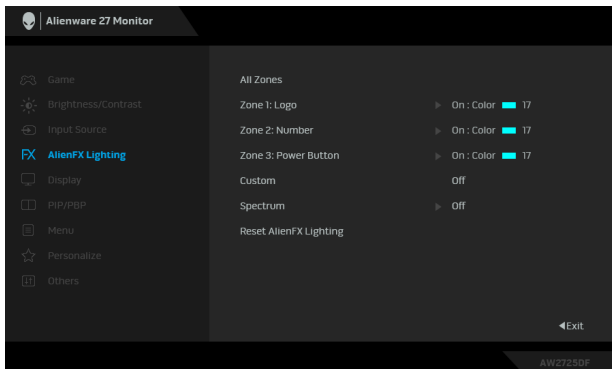 Alienware 27 Monitor
Game
Brightness/Contrast
Input Source
FX AlienFX Lighting
Display
PIP/PBP
Menu
Personalize
Others
All Zones
Zone 1: Logo On : Color 17
Zone 2: Number On : Color 17
Zone 3: Power Button On : Color 17
Custom Off
Spectrum Off
Reset AlienFX Lighting
Exit
AW2725DF